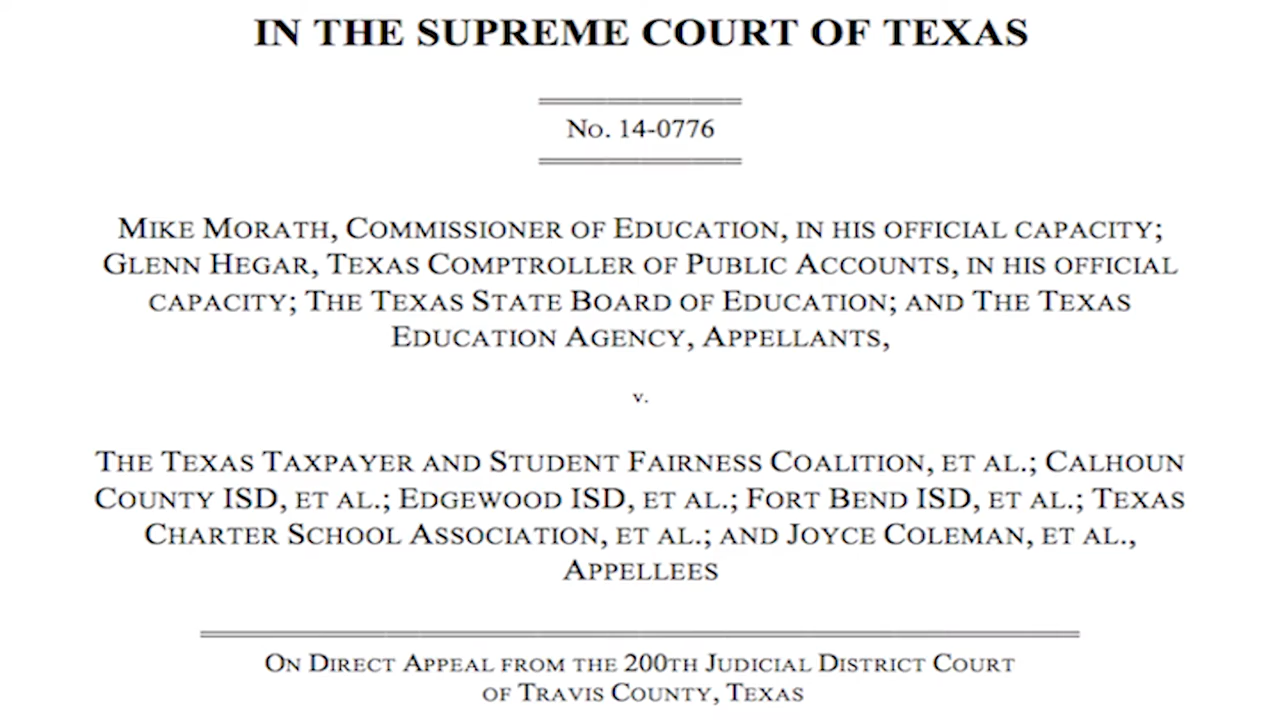 IN THE SUPREME COURT OF TEXAS
No. 14-0776
MIKE MORATH, COMMISSIONER OF EDUCATION, IN HIS OFFICIAL CAPACITY;
GLENN HEGAR, TEXAS COMPTROLLER OF PUBLIC ACCOUNTS, IN HIS OFFICIAL
CAPACITY; THE TEXAS STATE BOARD OF EDUCATION; AND THE TEXAS
EDUCATION AGENCY, APPELLANTS,
v.
THE TEXAS TAXPAYER AND STUDENT FAIRNESS COALITION, ET AL.; CALHOUN
COUNTY ISD, ET AL.; EDGEWOOD ISD, ET AL.; FORT BEND ISD, ET AL.; TEXAS
CHARTER SCHOOL ASSOCIATION, ET AL.; AND JOYCE COLEMAN, ET AL.,
APPELLEES
ON DIRECT APPEAL FROM THE 200TH JUDICIAL DISTRICT COURT
OF TRAVIS COUNTY, TEXAS